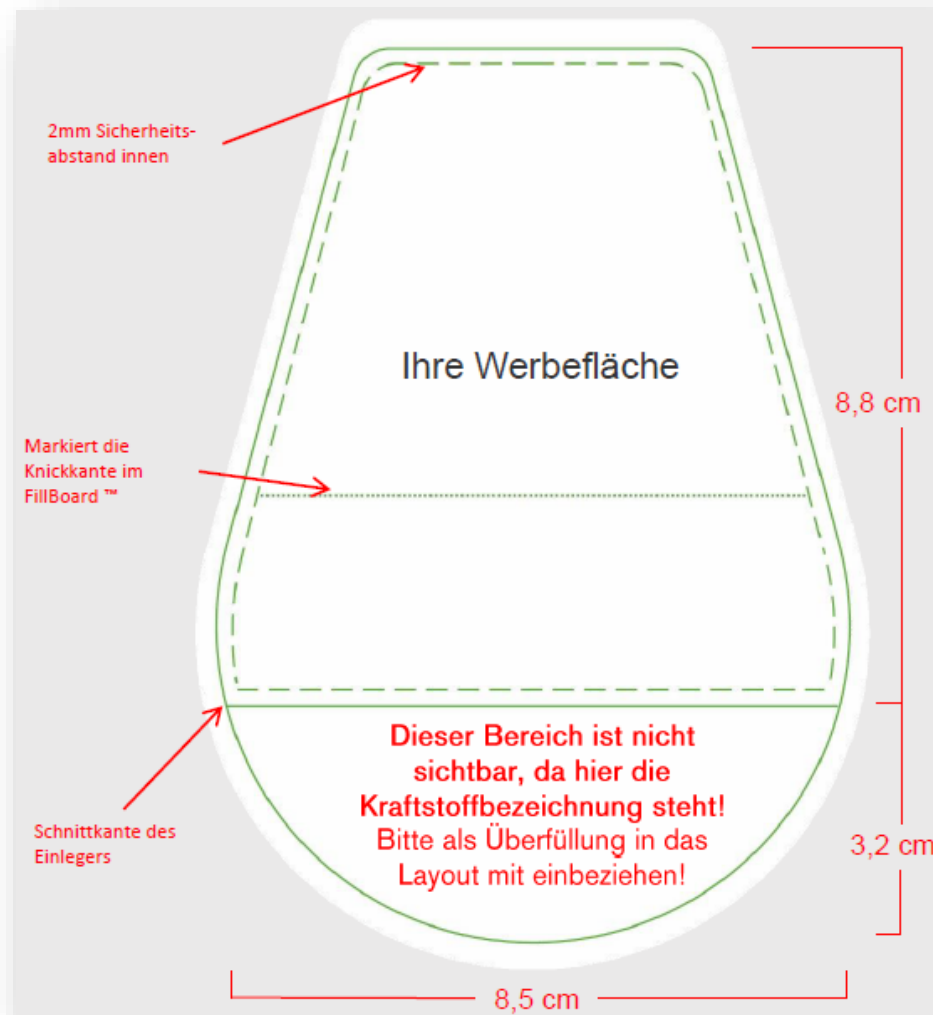 2mm Sicherheits-
abstand innen
Ihre Werbefläche
8,8 cm
Markiert die
Knickkante im
FillBoard ™
Dieser Bereich ist nicht
sichtbar, da hier die
Kraftstoffbezeichnung steht!
Bitte als Überfüllung in das
Layout mit einbeziehen!
Schnittkante des
Einlegers
3,2 cm
8,5 cm